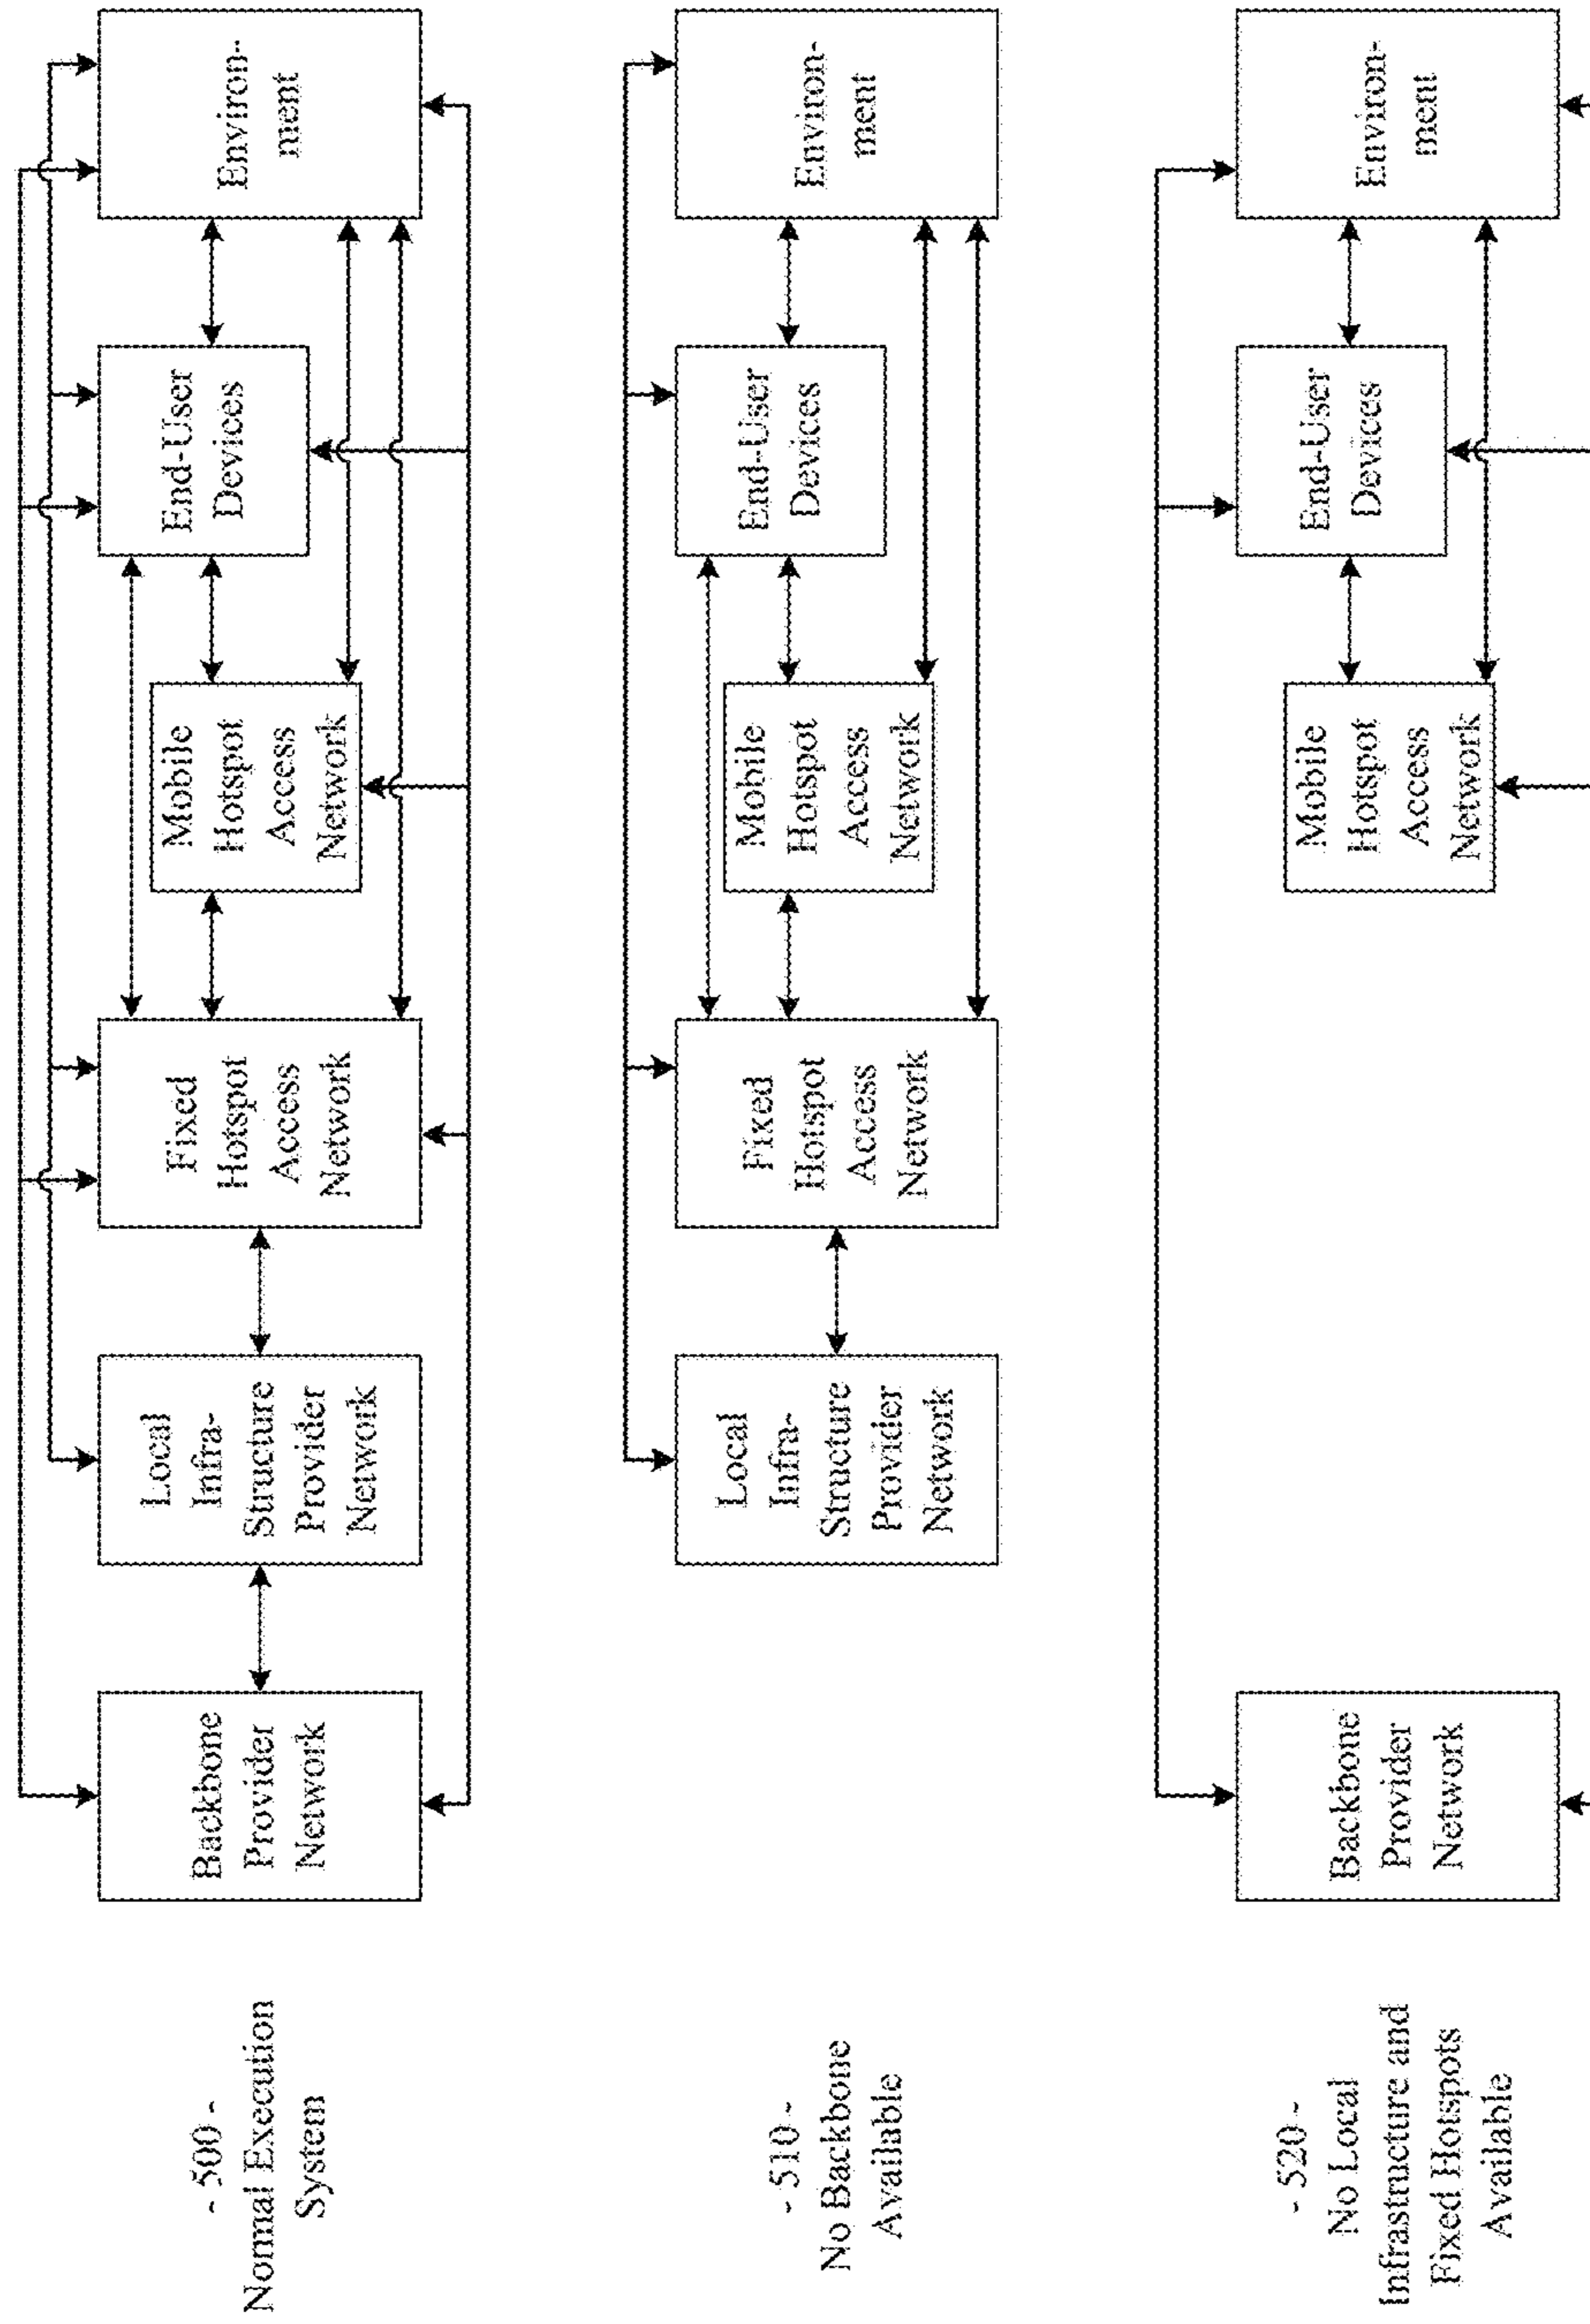 - 500 -
Normal Execution
System
Backbone
Provider
Network
Local
Infra-
Structure
Provider
Network
Fixed
Hotspot
Access
Network
Mobile
Hotspot
Access
Network
End-User
Devices
Environ-
ment
- 510 -
No Backbone
Available
Local
Infra-
Structure
Provider
Network
Fixed
Hotspot
Access
Network
Mobile
Hotspot
Access
Network
End-User
Devices
Environ-
ment
- 520 -
No Local
Infrastructure and
Fixed Hotspots
Available
Backbone
Provider
Network
Mobile
Hotspot
Access
Network
End-User
Devices
Environ-
ment